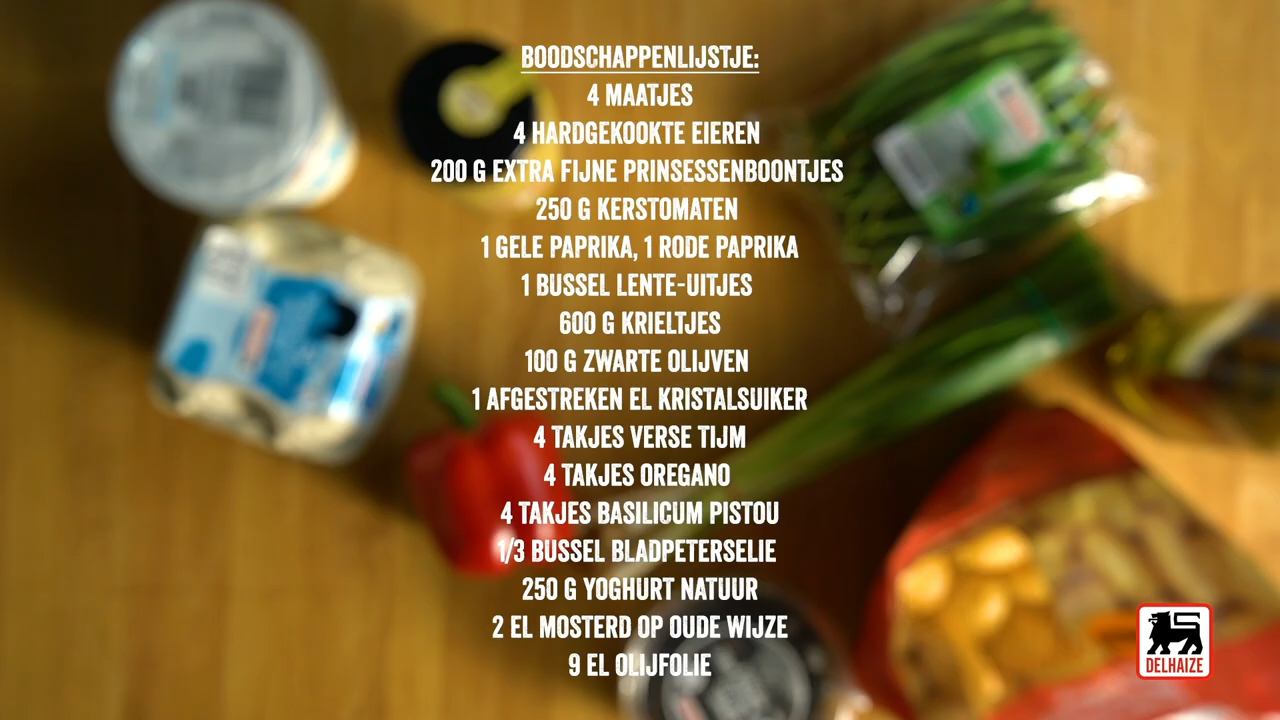 BOODSCHAPPENLIJSTJE:
4 MAATJES
4 HARDGEKOOKTE EIEREN
200 G EXTRA FIJNE PRINSESSENBOONTJES
250 G KERSTOMATEN
1 GELE PAPRIKA, 1 RODE PAPRIKA
1 BUSSEL LENTE-UITJES
600 G KRIELTJES
100 G ZWARTE OLIJVEN
1 AFGESTREKEN EL KRISTALSUIKER
4 TAKJES VERSE TIJM
4 TAKJES OREGANO
4 TAKJES BASILICUM PISTOU
1/3 BUSSEL BLADPETERSELIE
250 G YOGHURT NATUUR
2 EL MOSTERD OP OUDE WIJZE
9 EL OLIJFOLIE
DELHAIZE